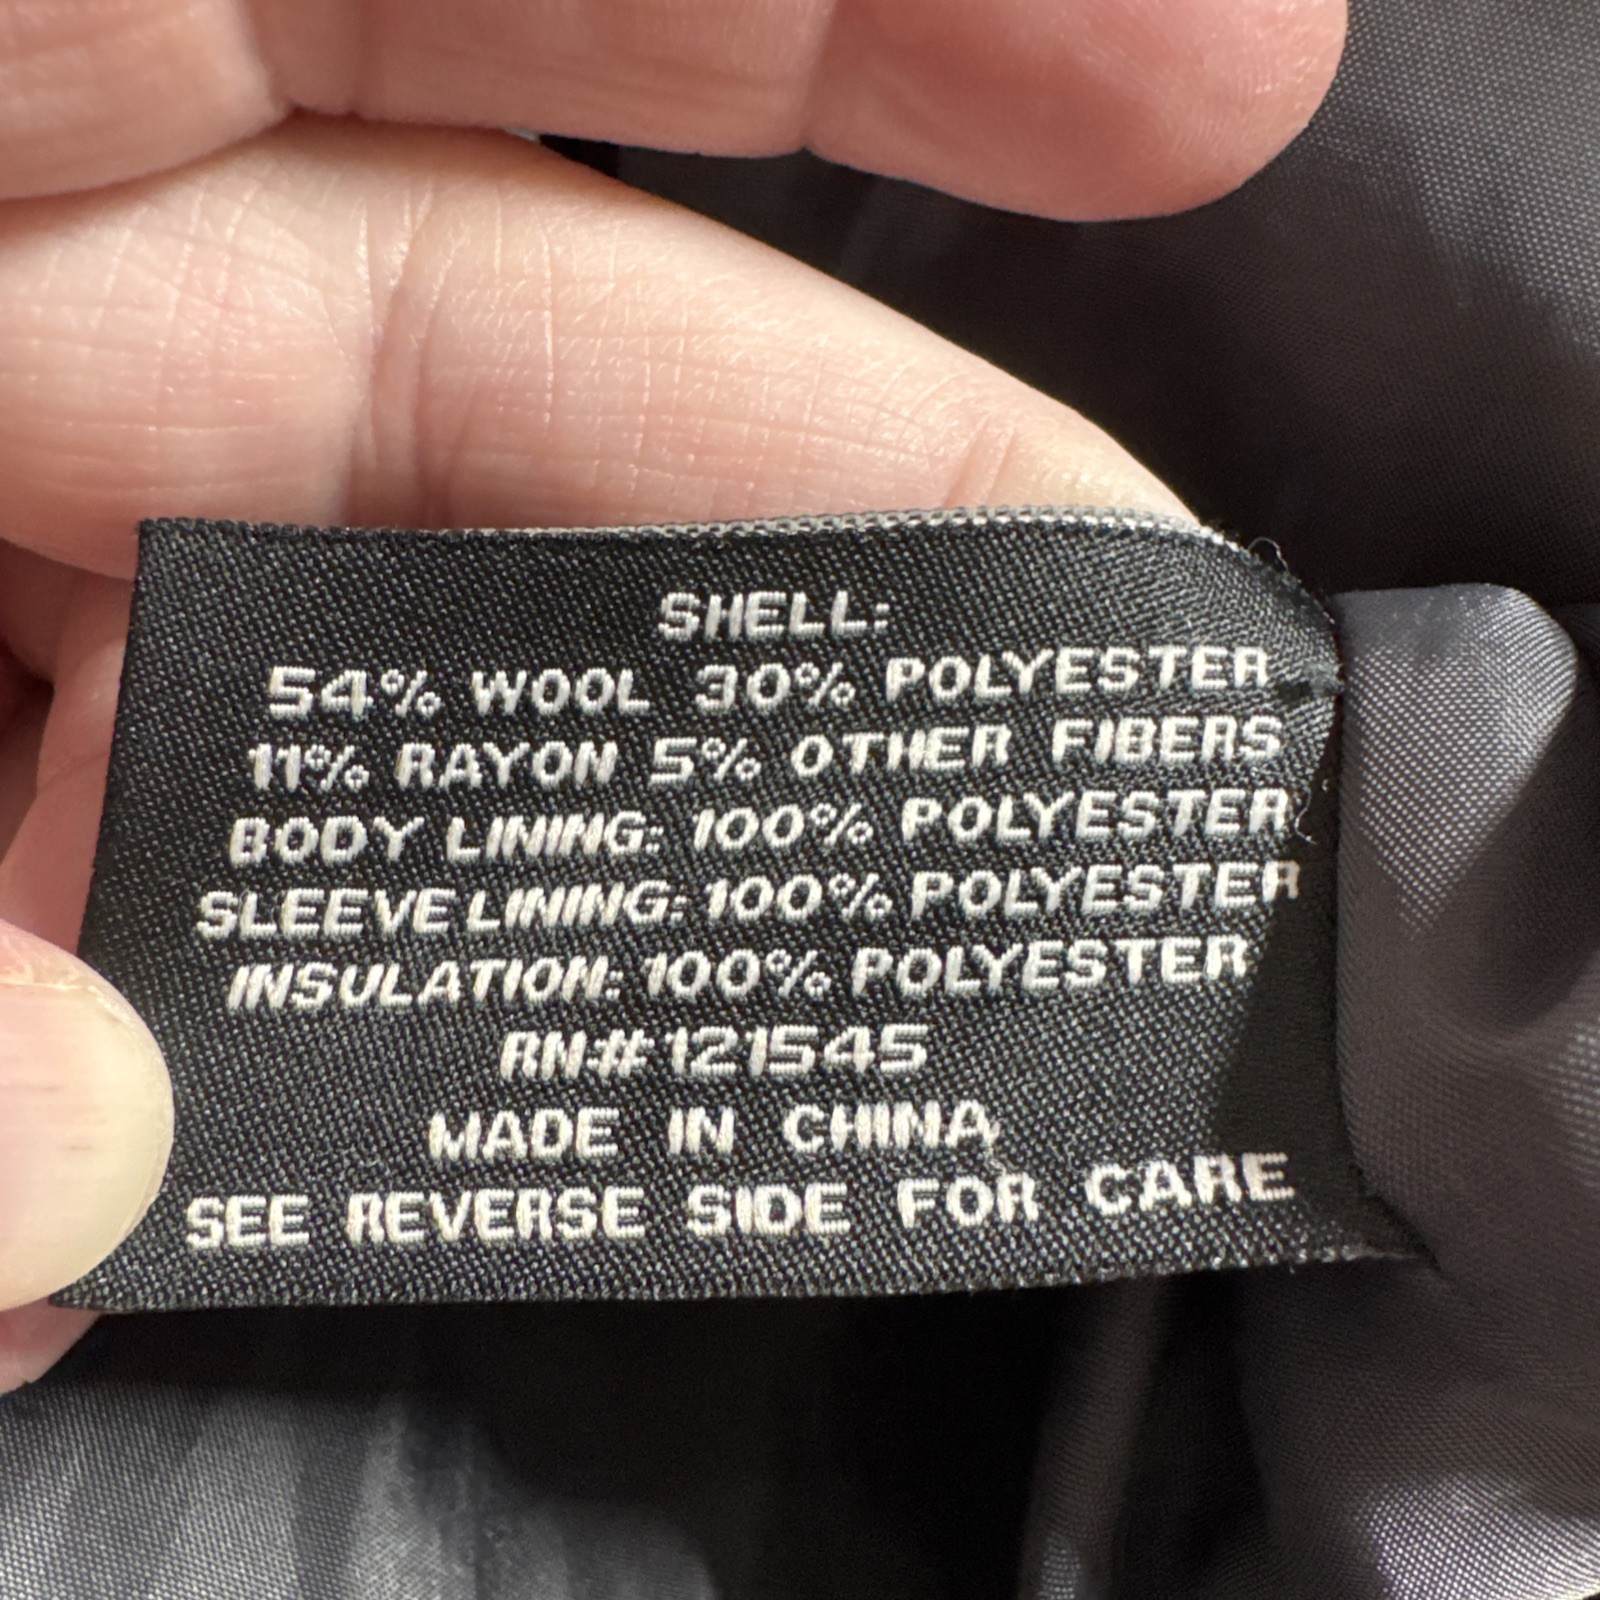 SHELL:
54% WOOL 30% POLYESTER
11% RAYON 5% OTHER FIBERS
BODY LINING: 100% POLYESTER
SLEEVE LINING: 100% POLYESTER
INSULATION: 100% POLYESTER
RN#121545
MADE IN CHINA
SEE REVERSE SIDE FOR CARE